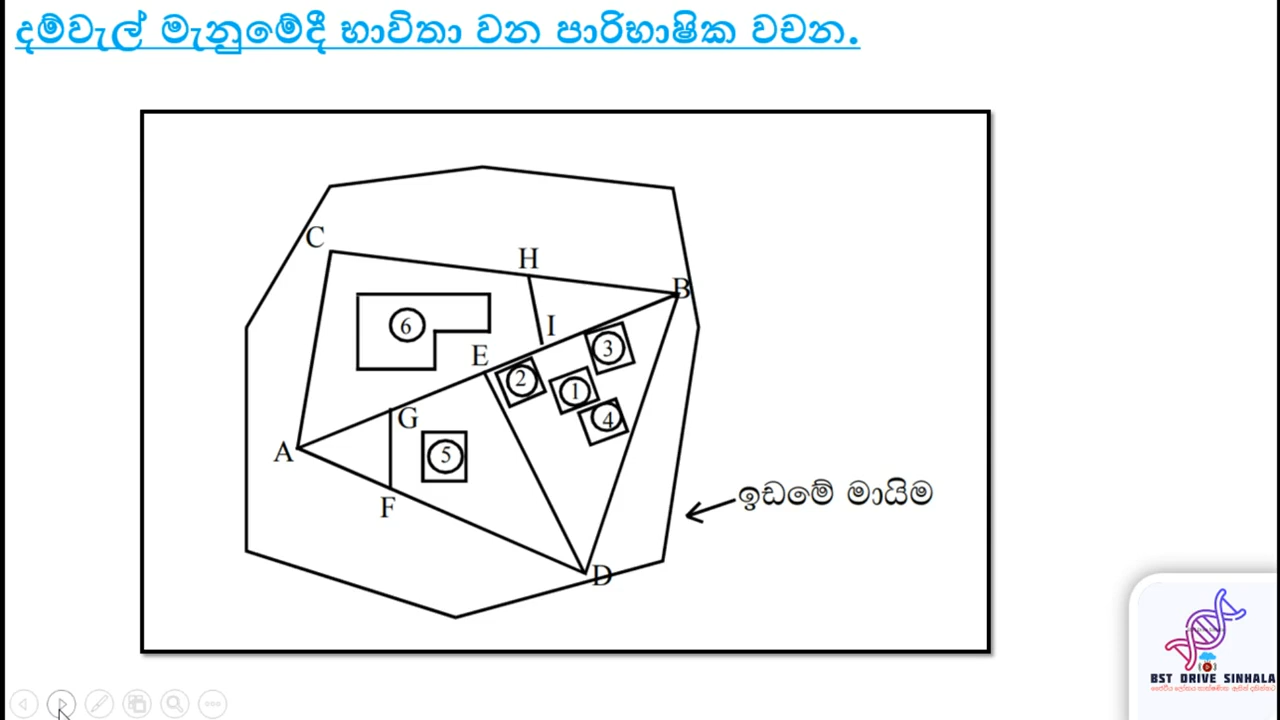 දම්වැල් මැනුමේදී භාවිතා වන පාරිභාෂික වචන.
C
H
B
6
I
3
E
2
1
G
4
A
5
F
ඉඩමේ මායිම
D
BST DRIVE SINHALA